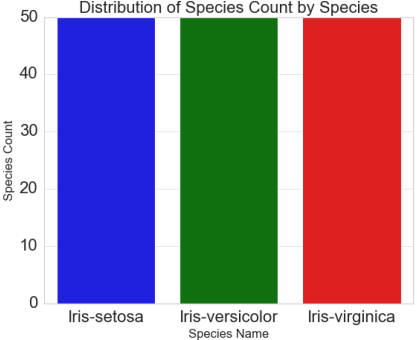 Distribution of Species Count by Species
50
40
30
20
10
0
Species Count
Iris-setosa Iris-versicolor Iris-virginica
Species Name